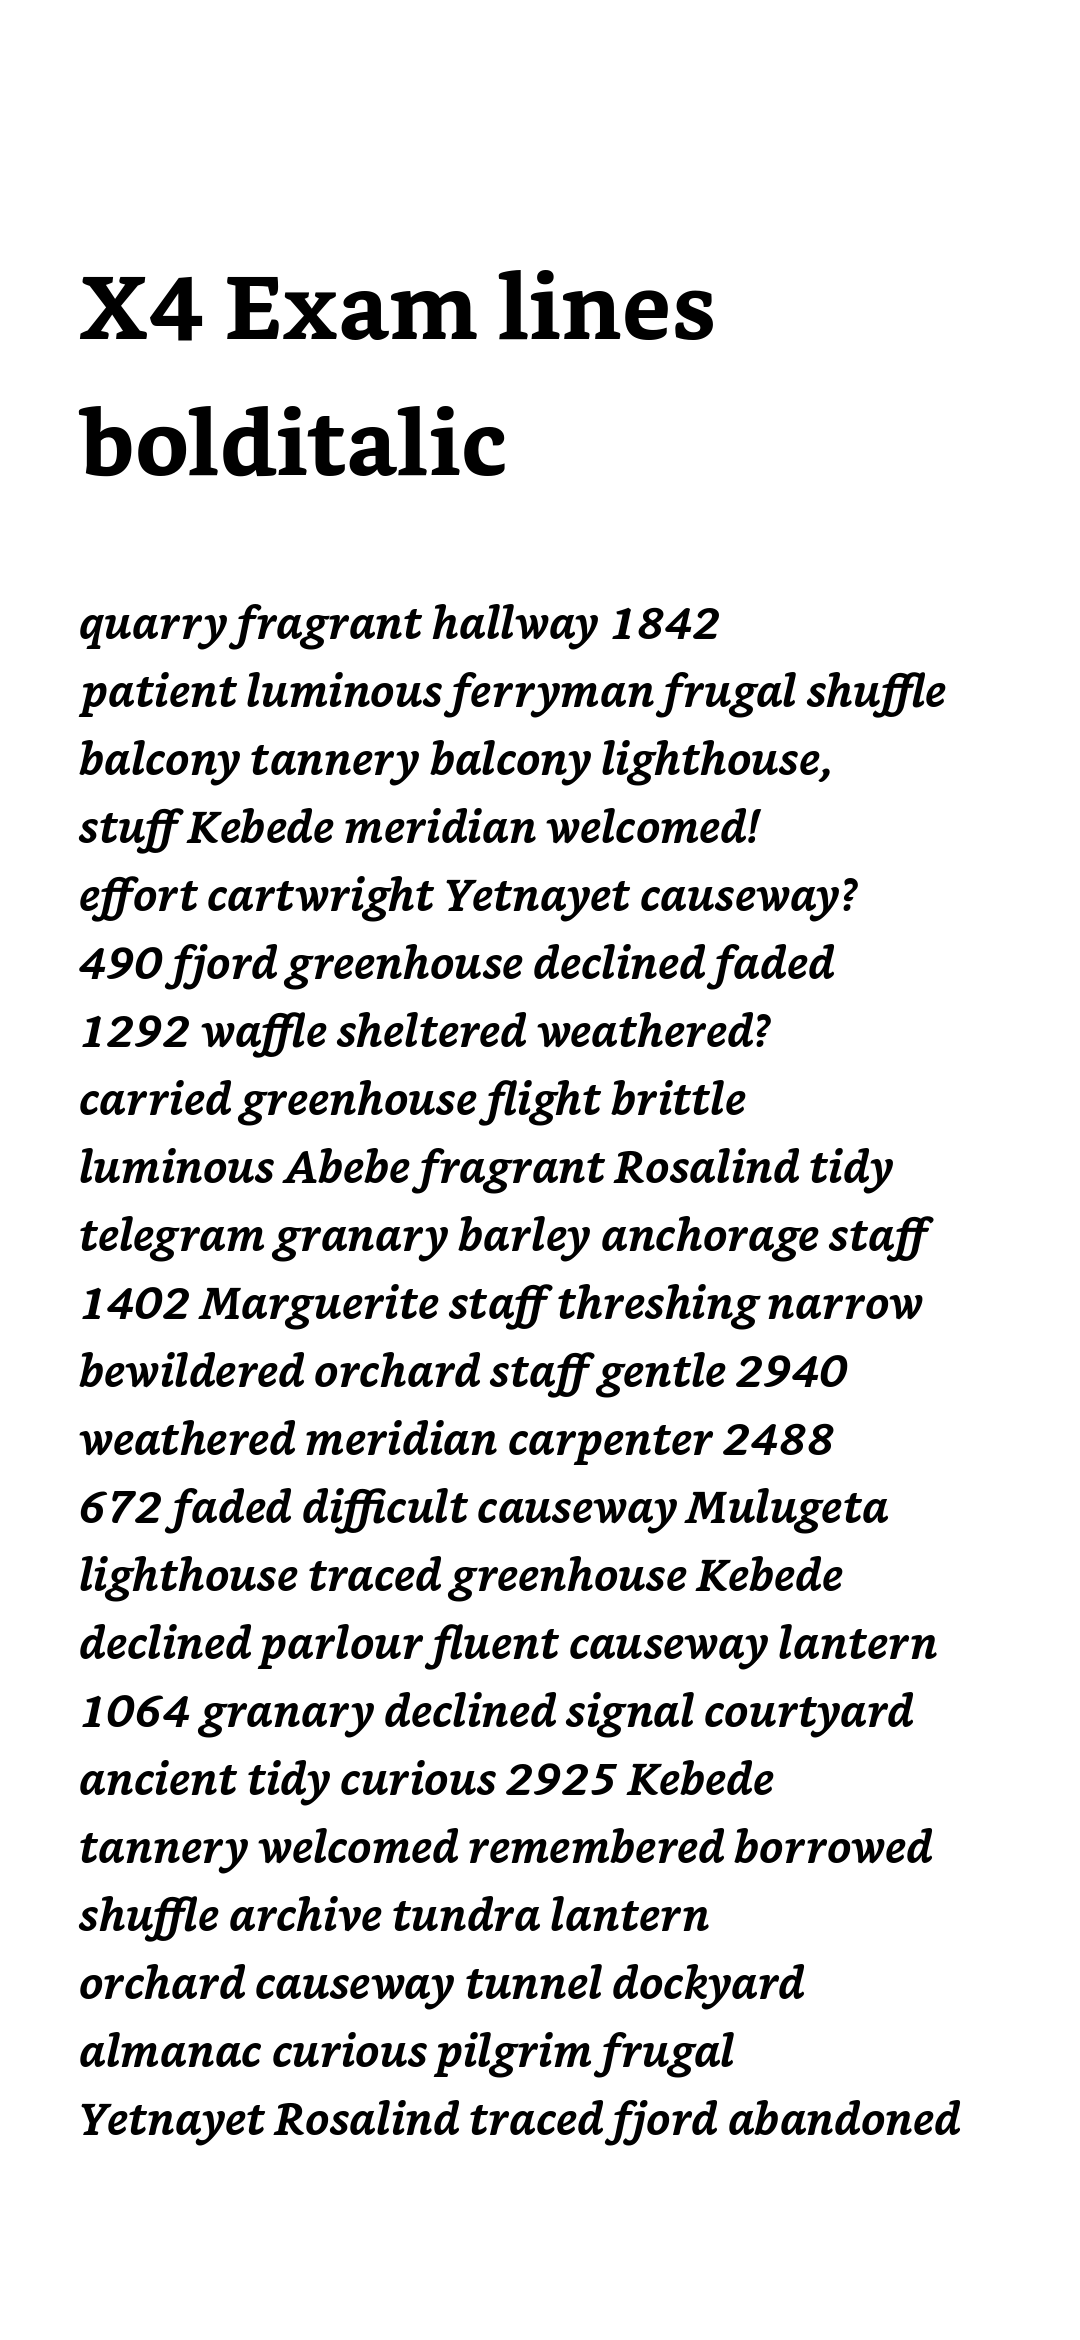 X4 Exam lines
bolditalic
quarry fragrant hallway 1842
patient luminous ferryman frugal shuffle
balcony tannery balcony lighthouse,
stuff Kebede meridian welcomed!
effort cartwright Yetnayet causeway?
490 fjord greenhouse declined faded
1292 waffle sheltered weathered?
carried greenhouse flight brittle
luminous Abebe fragrant Rosalind tidy
telegram granary barley anchorage staff
1402 Marguerite staff threshing narrow
bewildered orchard staff gentle 2940
weathered meridian carpenter 2488
672 faded difficult causeway Mulugeta
lighthouse traced greenhouse Kebede
declined parlour fluent causeway lantern
1064 granary declined signal courtyard
ancient tidy curious 2925 Kebede
tannery welcomed remembered borrowed
shuffle archive tundra lantern
orchard causeway tunnel dockyard
almanac curious pilgrim frugal
Yetnayet Rosalind traced fjord abandoned